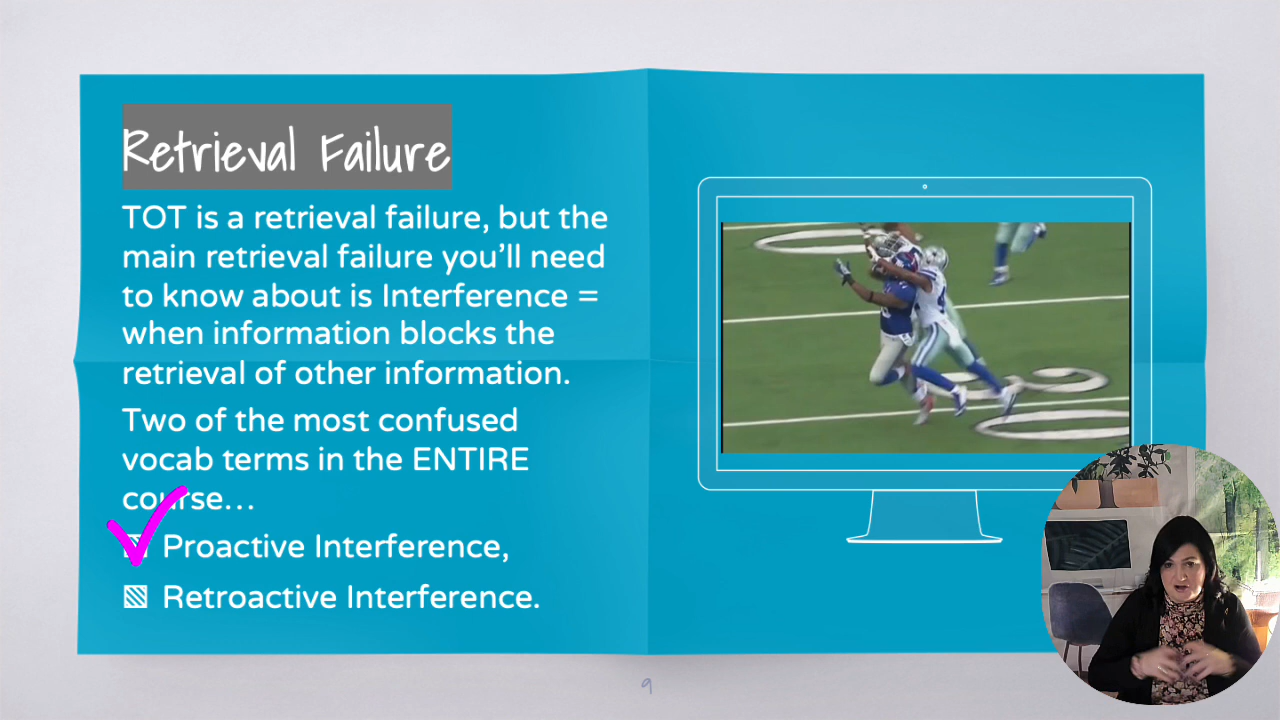 Retrieval Failure
TOT is a retrieval failure, but the
main retrieval failure you’ll need
to know about is Interference =
when information blocks the
retrieval of other information.
Two of the most confused
vocab terms in the ENTIRE
course…
Proactive Interference,
Retroactive Interference.
9